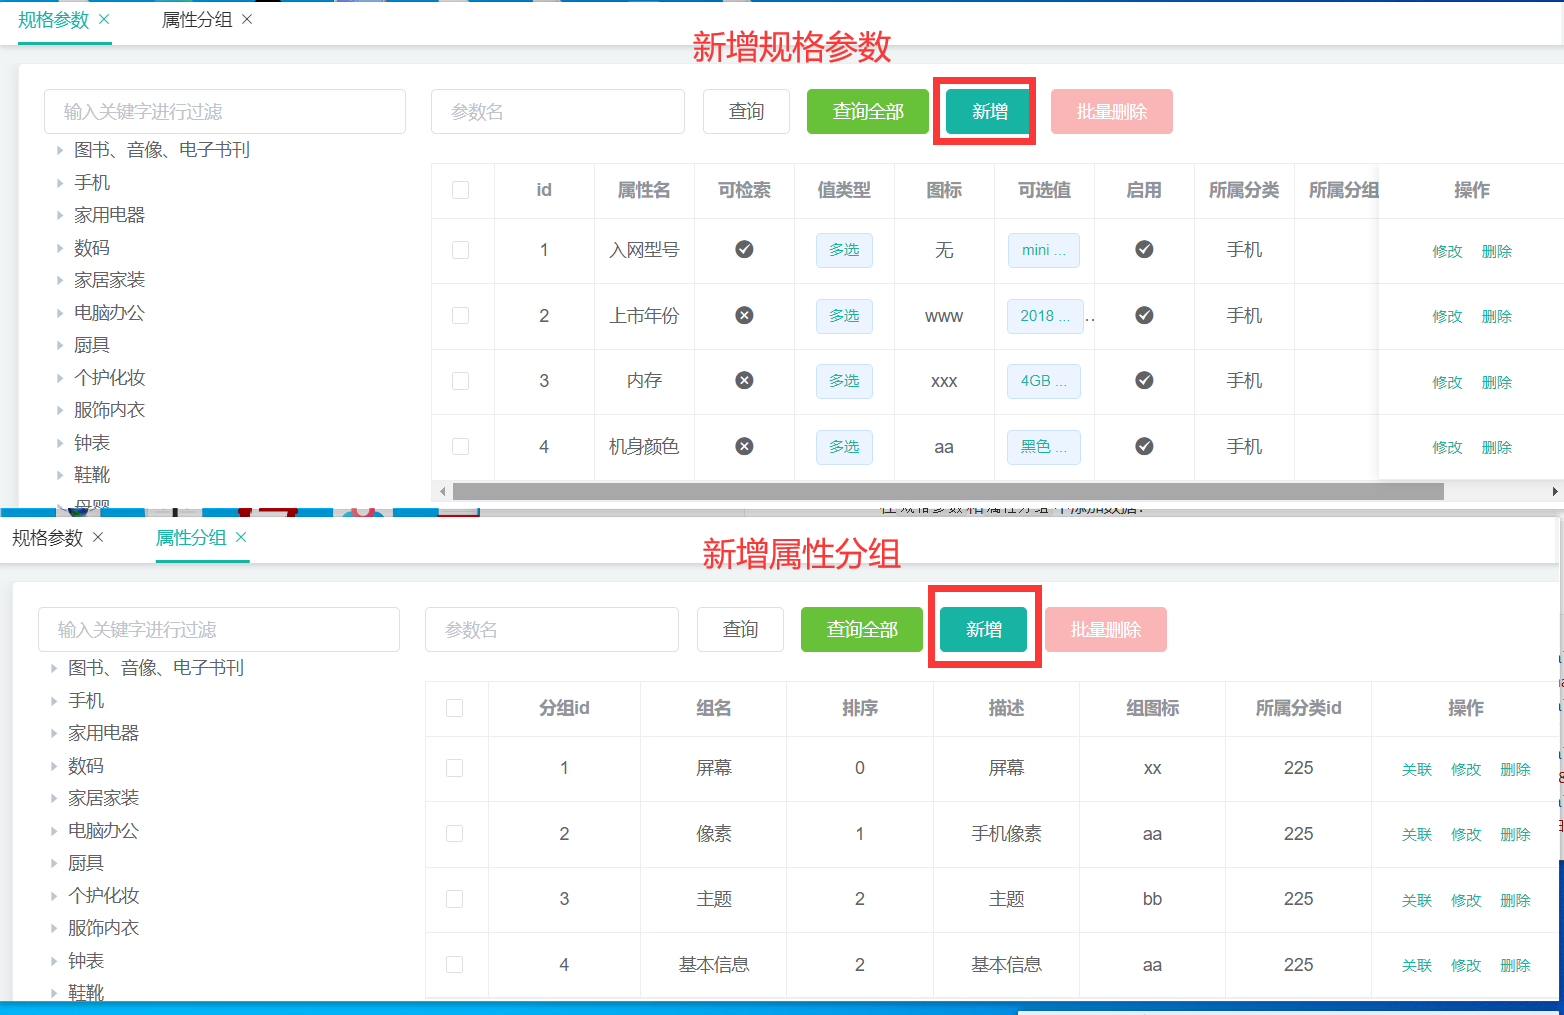 规格参数 × 属性分组 ×
新增规格参数
输入关键字进行过滤 参数名 查询 查询全部 新增 批量删除
图书、音像、电子书刊
手机
家用电器
数码
家居家装
电脑办公
厨具
个护化妆
服饰内衣
钟表
鞋靴
母婴
id 属性名 可检索 值类型 图标 可选值 启用 所属分类 所属分组 操作
1 入网型号 多选 无 mini ... 手机 修改 删除
2 上市年份 多选 www 2018 ... .. 手机 修改 删除
3 内存 多选 xxx 4GB ... 手机 修改 删除
4 机身颜色 多选 aa 黑色 ... 手机 修改 删除
规格参数 × 属性分组 ×
新增属性分组
输入关键字进行过滤 参数名 查询 查询全部 新增 批量删除
图书、音像、电子书刊
手机
家用电器
数码
家居家装
电脑办公
厨具
个护化妆
服饰内衣
钟表
鞋靴
分组id 组名 排序 描述 组图标 所属分类id 操作
1 屏幕 0 屏幕 xx 225 关联 修改 删除
2 像素 1 手机像素 aa 225 关联 修改 删除
3 主题 2 主题 bb 225 关联 修改 删除
4 基本信息 2 基本信息 aa 225 关联 修改 删除